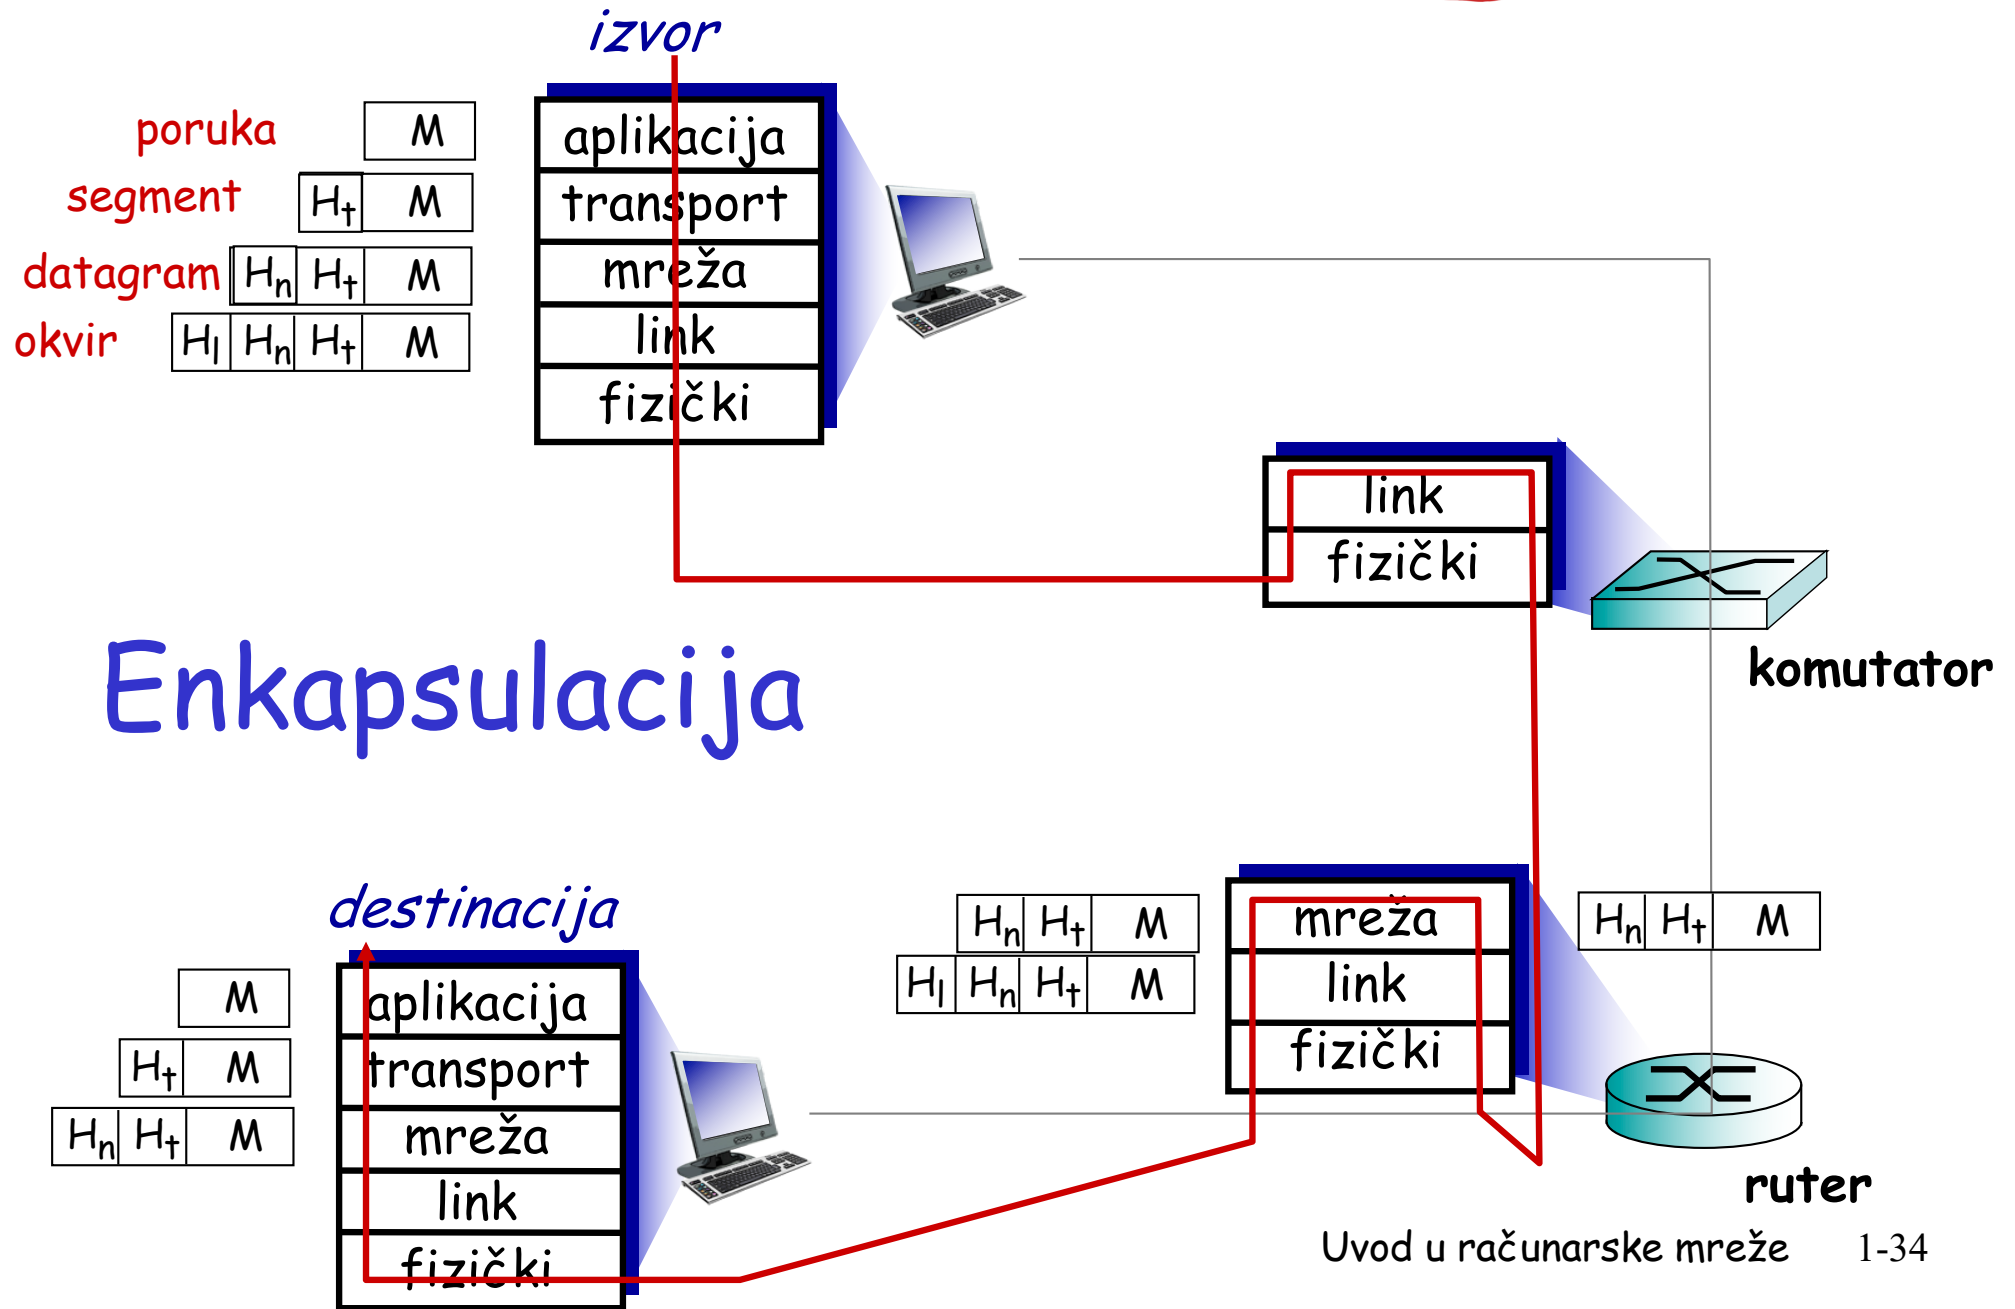 izvor
poruka M
segment Ht M
datagram Hn Ht M
okvir Hl Hn Ht M
aplikacija
transport
mreža
link
fizički
link
fizički
komutator
Enkapsulacija
destinacija
M
Ht M
Hn Ht M
aplikacija
transport
mreža
link
fizički
Hn Ht M
Hl Hn Ht M
mreža
link
fizički
Hn Ht M
ruter
Uvod u računarske mreže 1-34